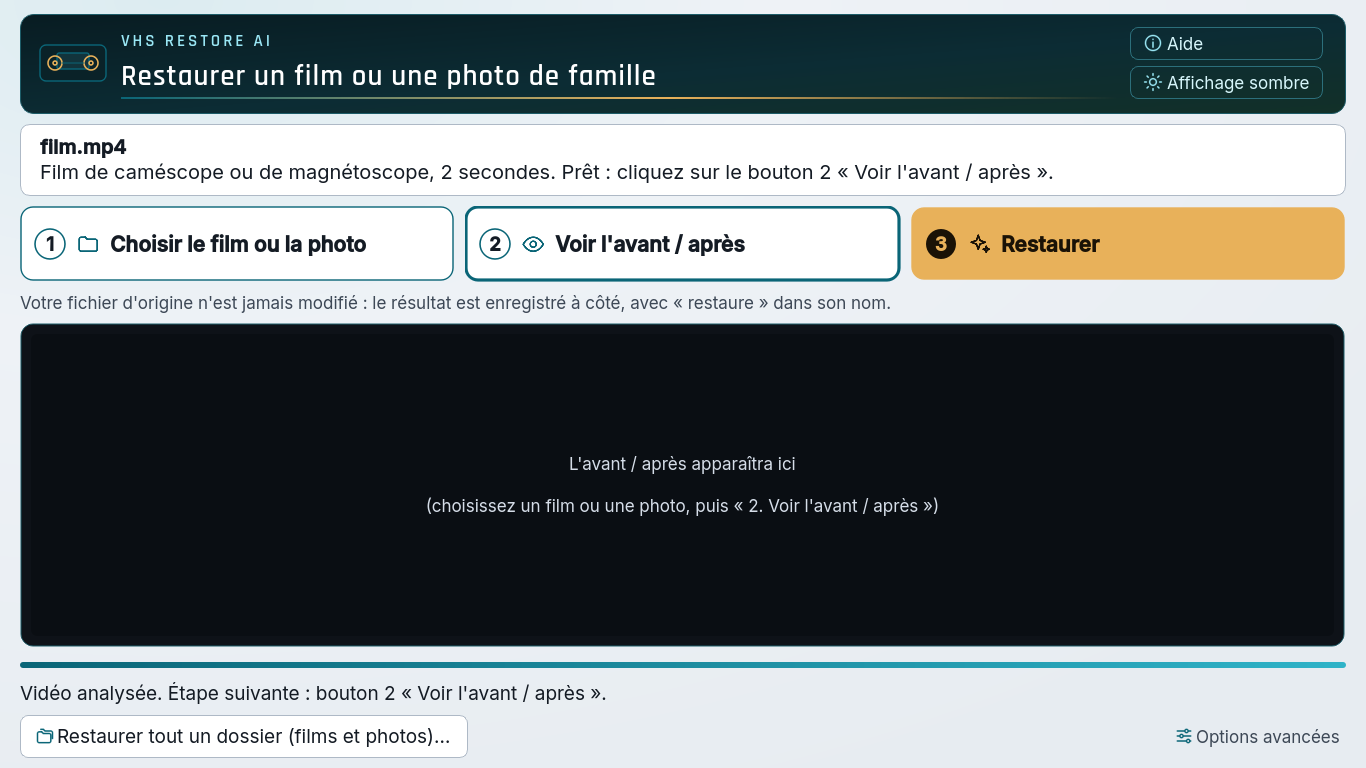 VHS RESTORE AI
Restaurer un film ou une photo de famille
Aide
Affichage sombre
film.mp4
Film de caméscope ou de magnétoscope, 2 secondes. Prêt : cliquez sur le bouton 2 « Voir l'avant / après ».
1 Choisir le film ou la photo
2 Voir l'avant / après
3 Restaurer
Votre fichier d'origine n'est jamais modifié : le résultat est enregistré à côté, avec « restaure » dans son nom.
L'avant / après apparaîtra ici
(choisissez un film ou une photo, puis « 2. Voir l'avant / après »)
Vidéo analysée. Étape suivante : bouton 2 « Voir l'avant / après ».
Restaurer tout un dossier (films et photos)...
Options avancées